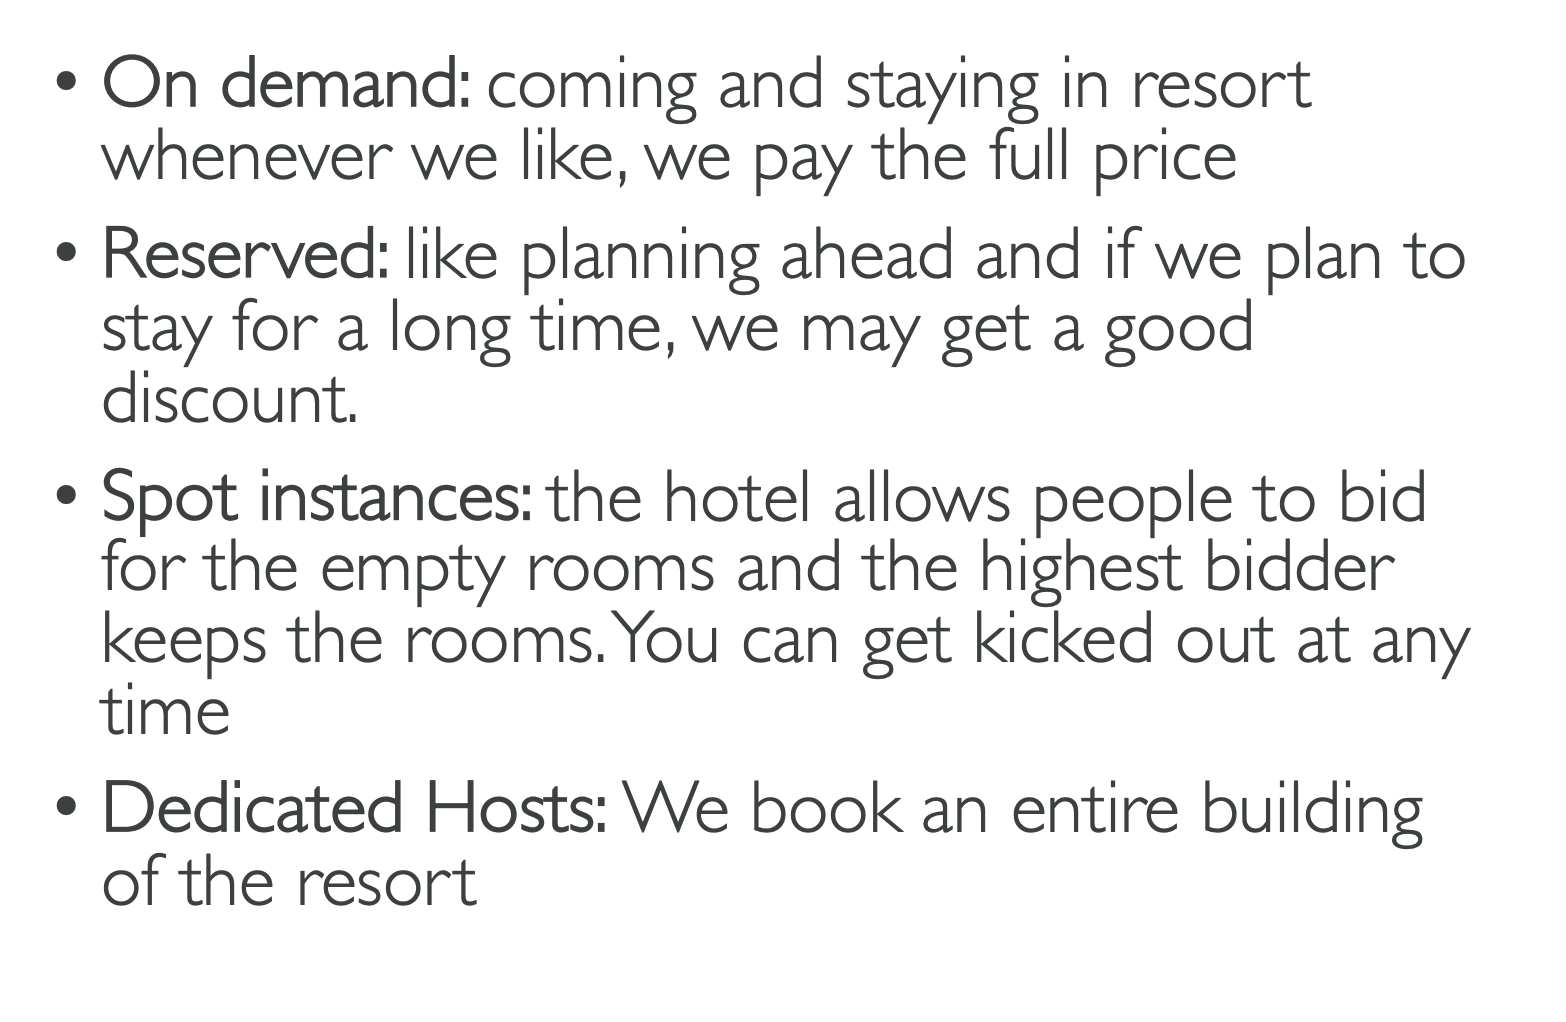 • On demand: coming and staying in resort
whenever we like, we pay the full price
• Reserved: like planning ahead and if we plan to
stay for a long time, we may get a good
discount.
• Spot instances: the hotel allows people to bid
for the empty rooms and the highest bidder
keeps the rooms. You can get kicked out at any
time
• Dedicated Hosts: We book an entire building
of the resort